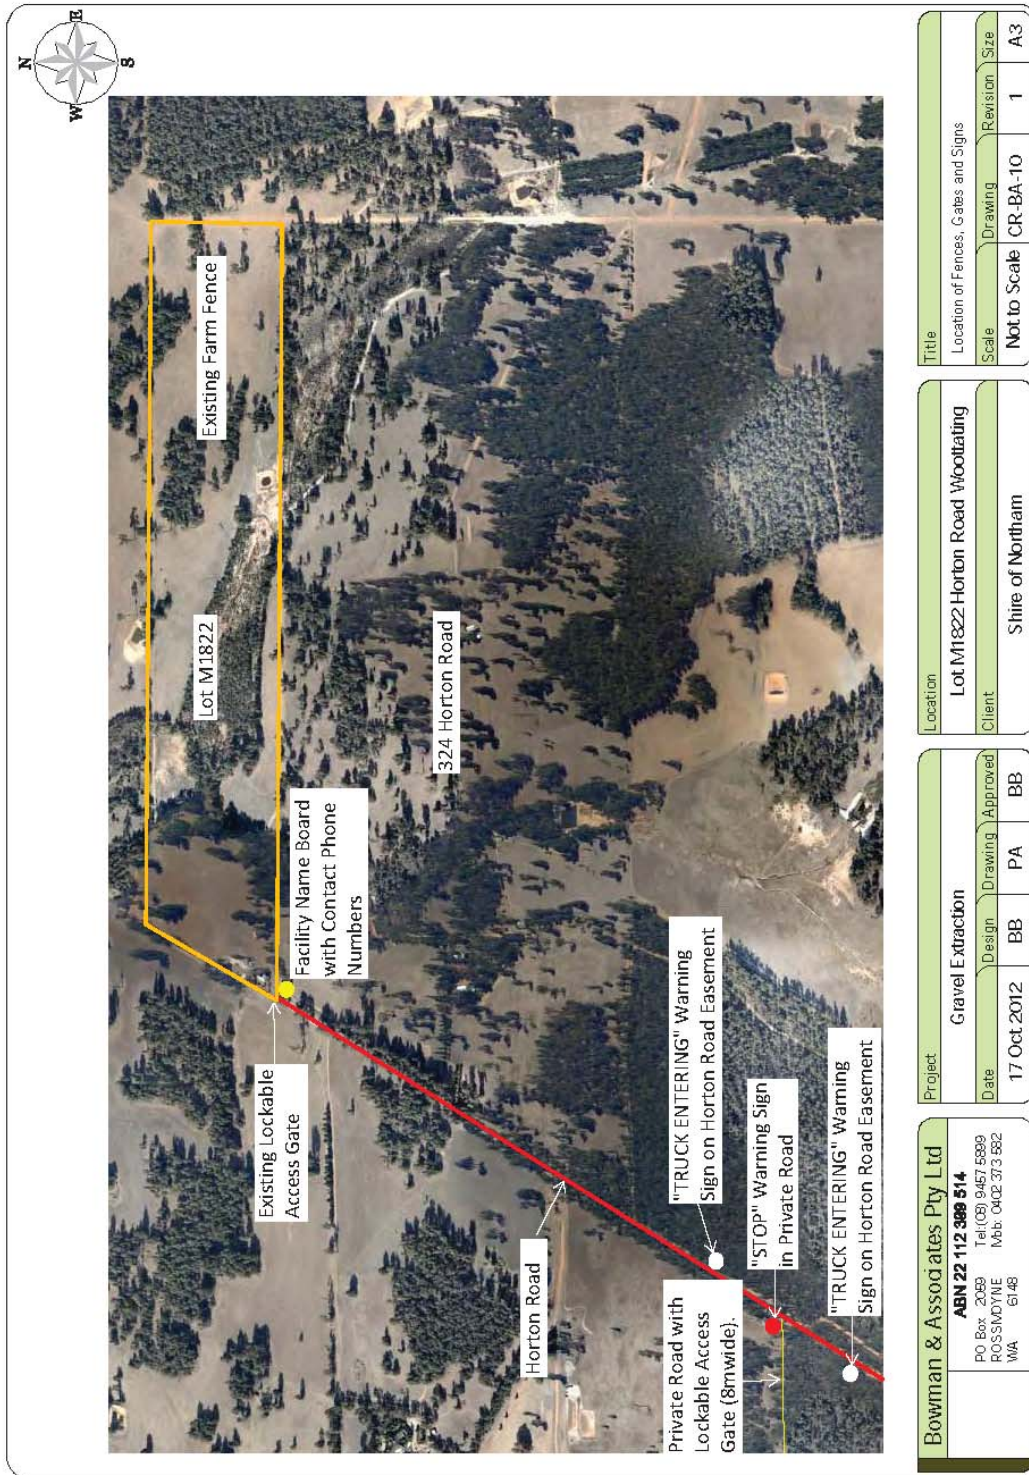 N
E
S
W
Existing Farm Fence
Lot M1822
324 Horton Road
Facility Name Board
with Contact Phone
Numbers
Existing Lockable
Access Gate
Horton Road
"TRUCK ENTERING" Warning
Sign on Horton Road Easement
"STOP" Warning Sign
in Private Road
"TRUCK ENTERING" Warning
Sign on Horton Road Easement
Private Road with
Lockable Access
Gate (8mwide).
Bowman & Associates Pty Ltd
ABN 22 112 389 514
PO Box 2089 Tel:(08) 9457 5899
ROSSMOYNE Mob: 0402 373 582
WA 6148
Project
Gravel Extraction
Date Design Drawing Approved
17 Oct 2012 BB PA BB
Location
Lot M1822 Horton Road Woottating
Client
Shire of Northam
Title
Location of Fences, Gates and Signs
Scale Drawing Revision Size
Not to Scale CR-BA-10 1 A3